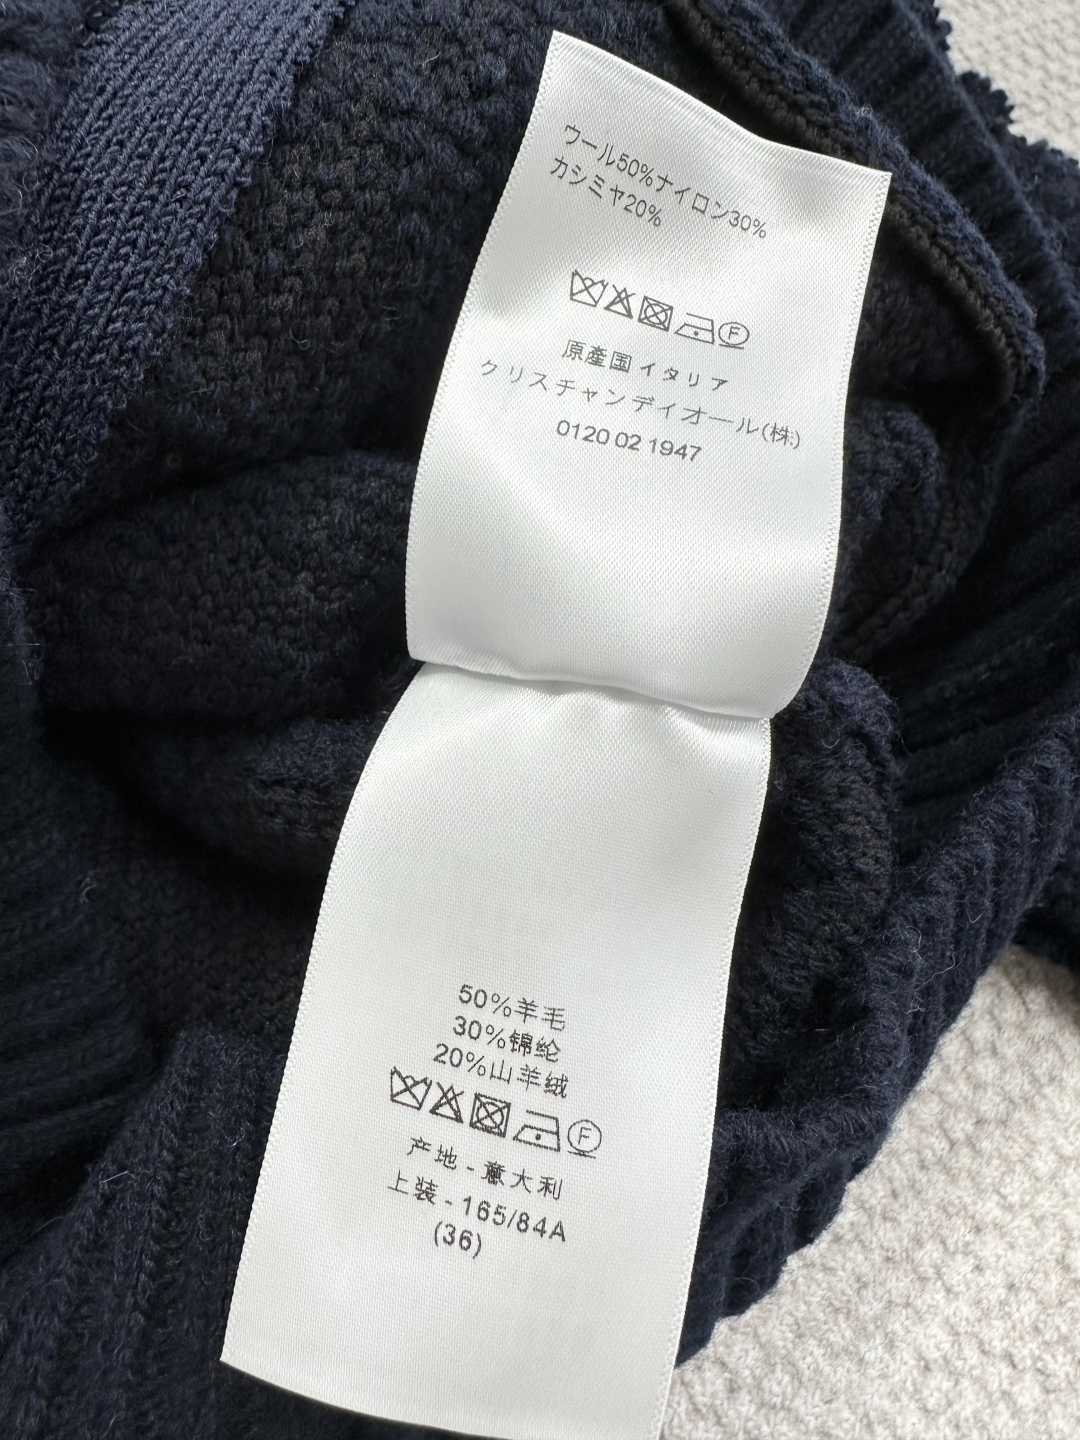 ウール50%ナイロン30%
カシミヤ20%
F
原産国イタリア
クリスチャンディオール(株)
0120 02 1947
50%羊毛
30%锦纶
20%山羊绒
F
产地-意大利
上装-165/84A
(36)